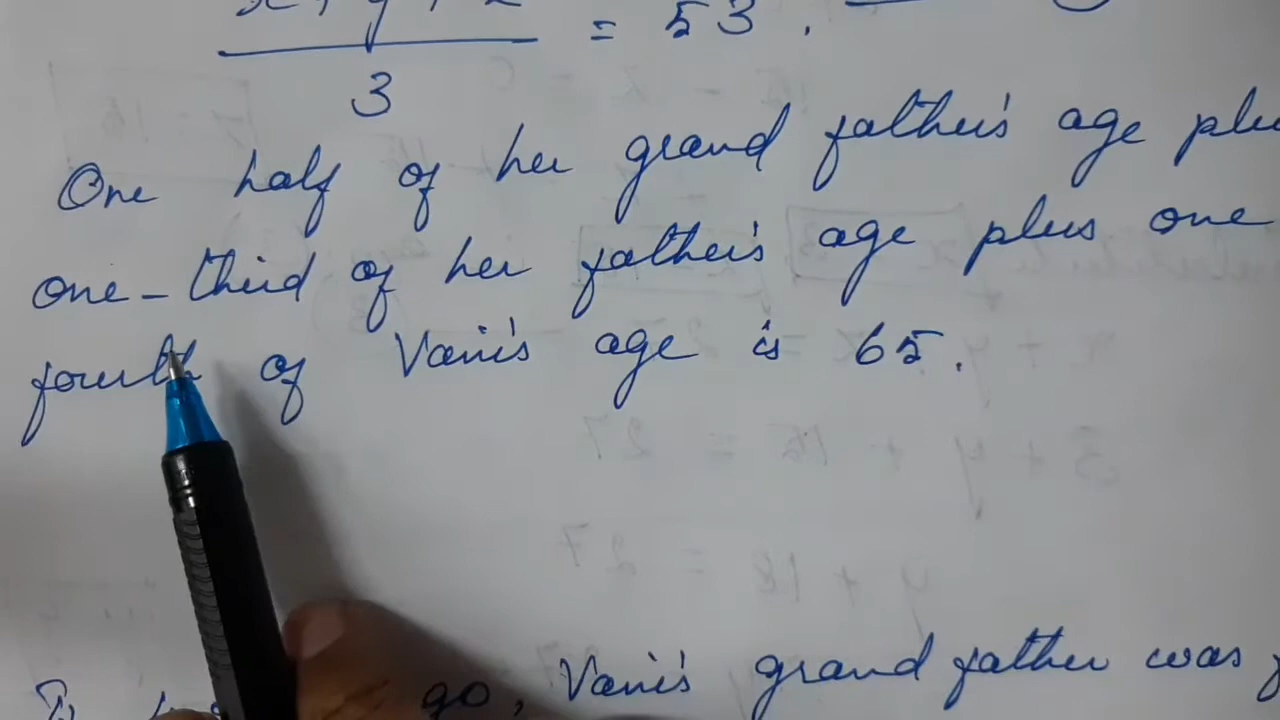 = 53.
3
One half of her grand father's age
one-third of her father's age plus one
fourth of Vani's age is 65.
go, Vani's grand father was